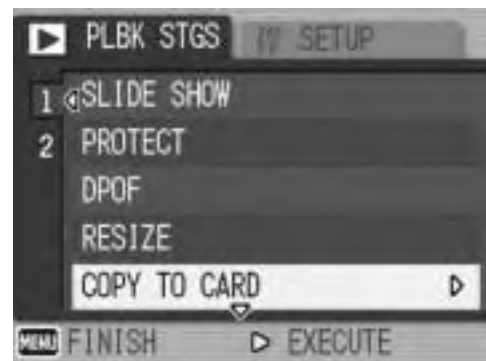 PLBK STGS SETUP
1 SLIDE SHOW
2 PROTECT
DPOF
RESIZE
COPY TO CARD
MENU FINISH EXECUTE